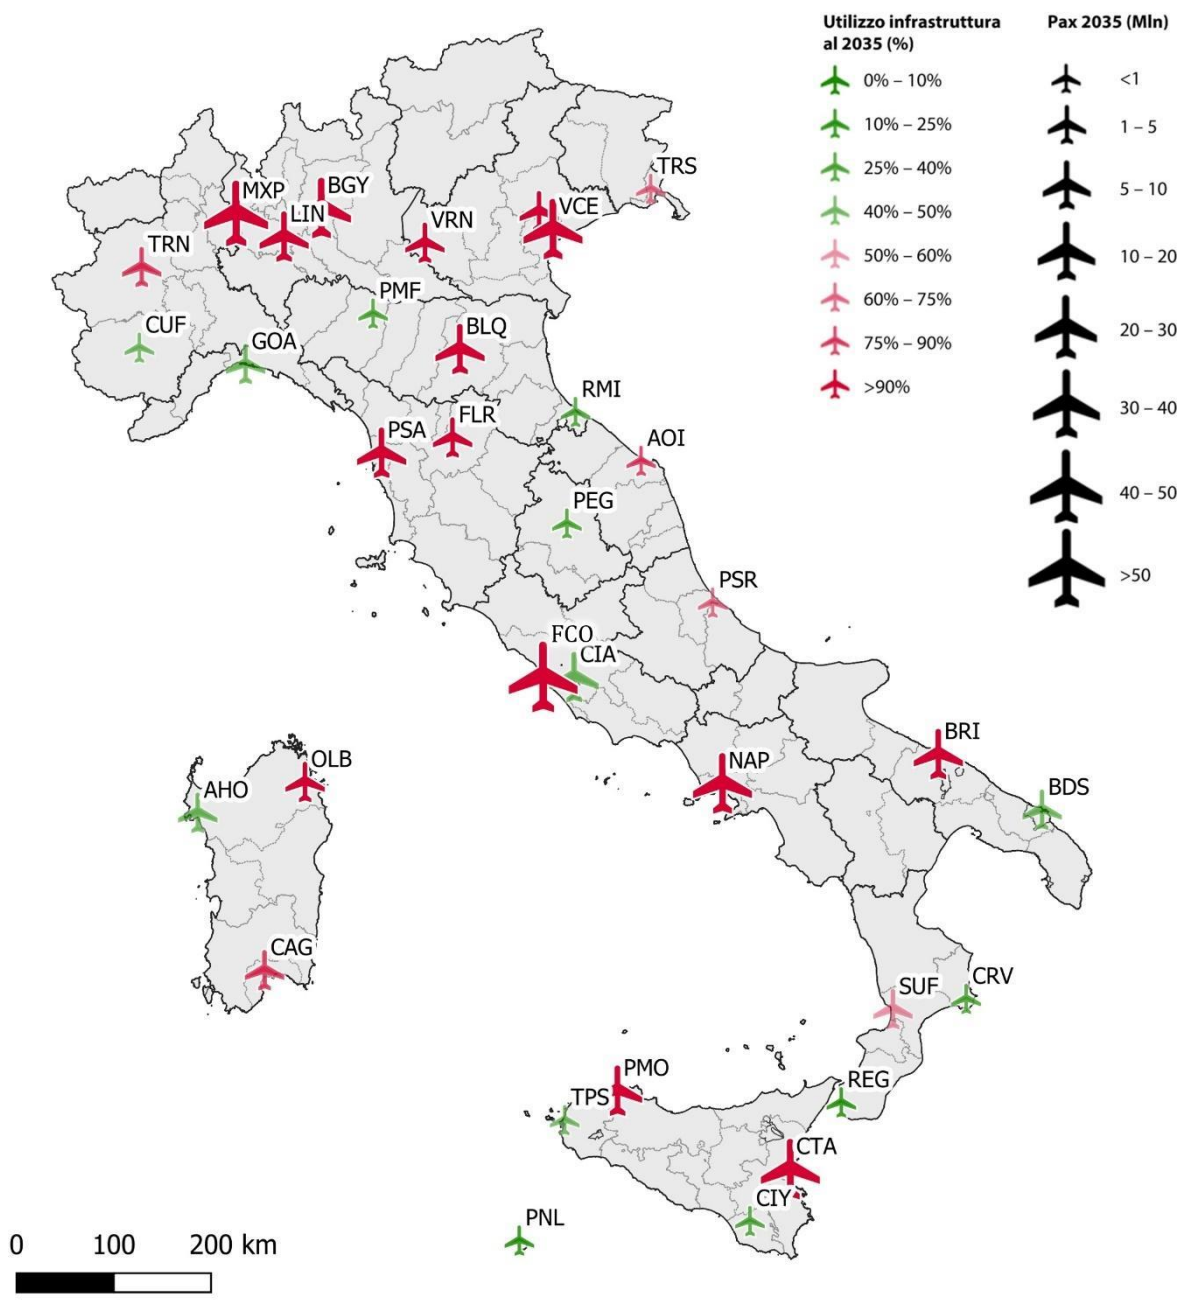 Utilizzo infrastruttura
al 2035 (%)
0% – 10%
10% – 25%
25% – 40%
40% – 50%
50% – 60%
60% – 75%
75% – 90%
>90%
Pax 2035 (Mln)
<1
1 – 5
5 – 10
10 – 20
20 – 30
30 – 40
40 – 50
>50
TRS
MXP
BGY
LIN
VRN
VCE
TRN
PMF
CUF
GOA
BLQ
RMI
FLR
PSA
AOI
PEG
PSR
FCO
CIA
BRI
OLB
NAP
AHO
BDS
CAG
CRV
SUF
PMO
REG
TPS
CTA
CIY
PNL
0 100 200 km